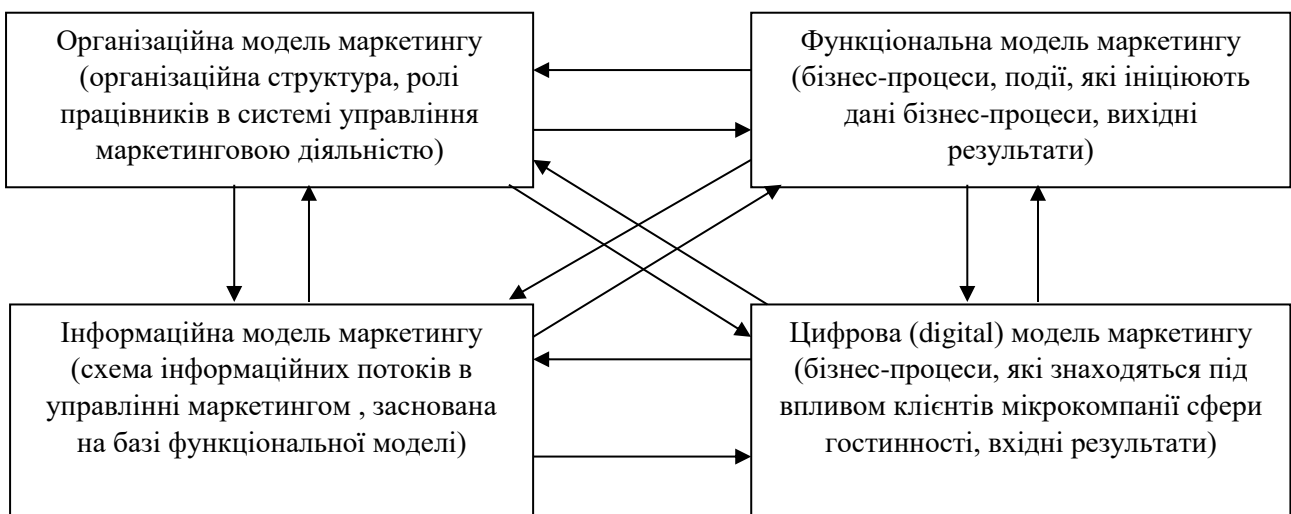 Організаційна модель маркетингу
(організаційна структура, ролі
працівників в системі управління
маркетинговою діяльністю)
Функціональна модель маркетингу
(бізнес-процеси, події, які ініціюють
дані бізнес-процеси, вихідні
результати)
Інформаційна модель маркетингу
(схема інформаційних потоків в
управлінні маркетингом , заснована
на базі функціональної моделі)
Цифрова (digital) модель маркетингу
(бізнес-процеси, які знаходяться під
впливом клієнтів мікрокомпанії сфери
гостинності, вхідні результати)